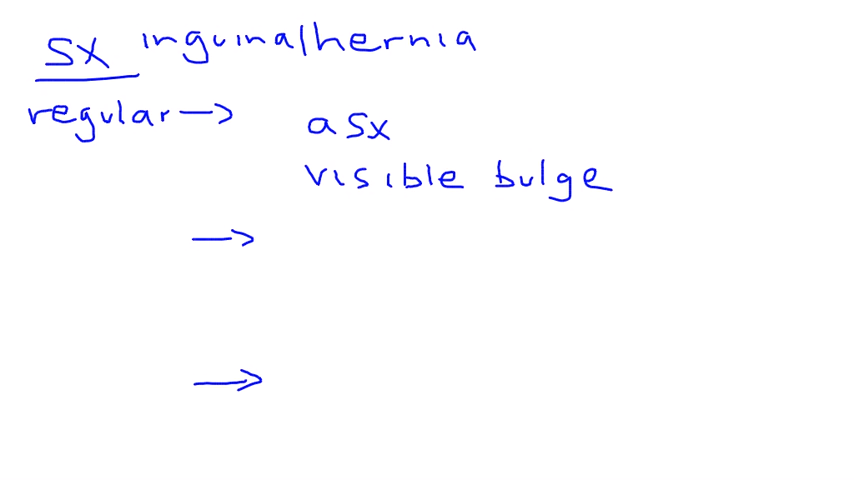 SX inguinalhernia
regular →
asx
visible bulge
→
→